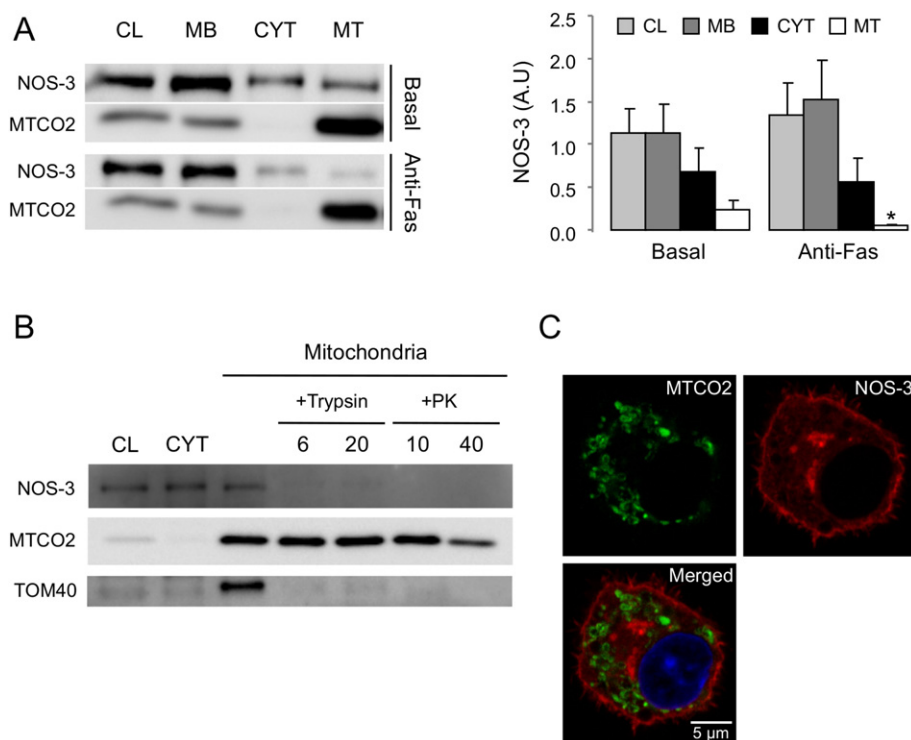 A
CL MB CYT MT
NOS-3
MTCO2
Basal
NOS-3
MTCO2
Anti-Fas
CL MB CYT MT
NOS-3 (A.U)
2.5
2.0
1.5
1.0
0.5
0.0
*
Basal Anti-Fas
B
Mitochondria
+Trypsin +PK
CL CYT 6 20 10 40
NOS-3
MTCO2
TOM40
C
MTCO2
NOS-3
Merged
5 µm